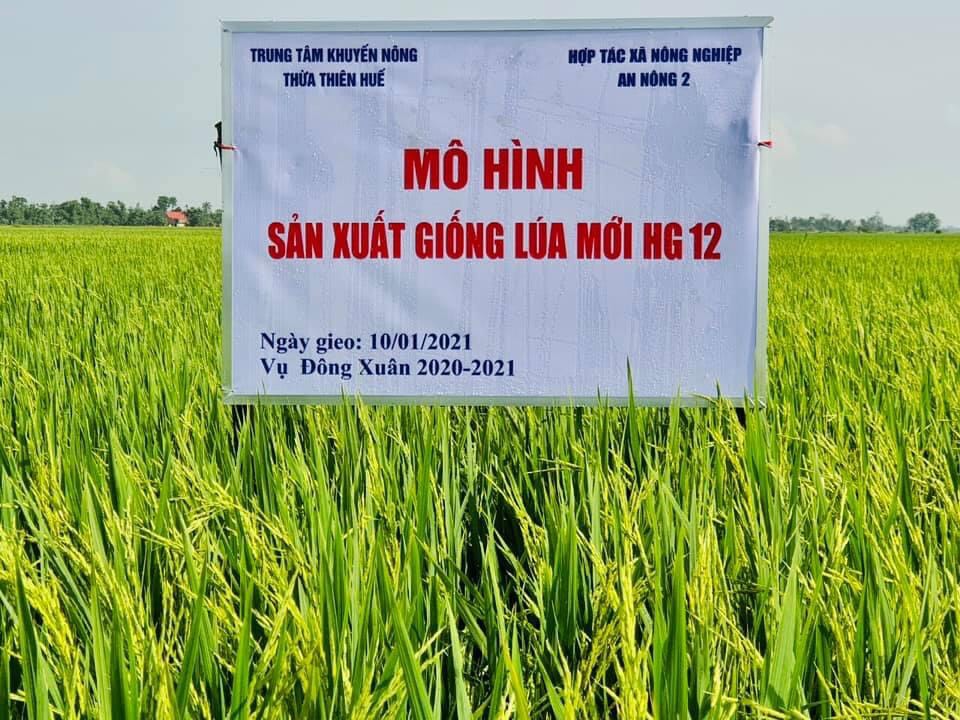 TRUNG TÂM KHUYẾN NÔNG
THỪA THIÊN HUẾ
HỢP TÁC XÃ NÔNG NGHIỆP
AN NÔNG 2
MÔ HÌNH
SẢN XUẤT GIỐNG LÚA MỚI HG 12
Ngày gieo: 10/01/2021
Vụ Đông Xuân 2020-2021